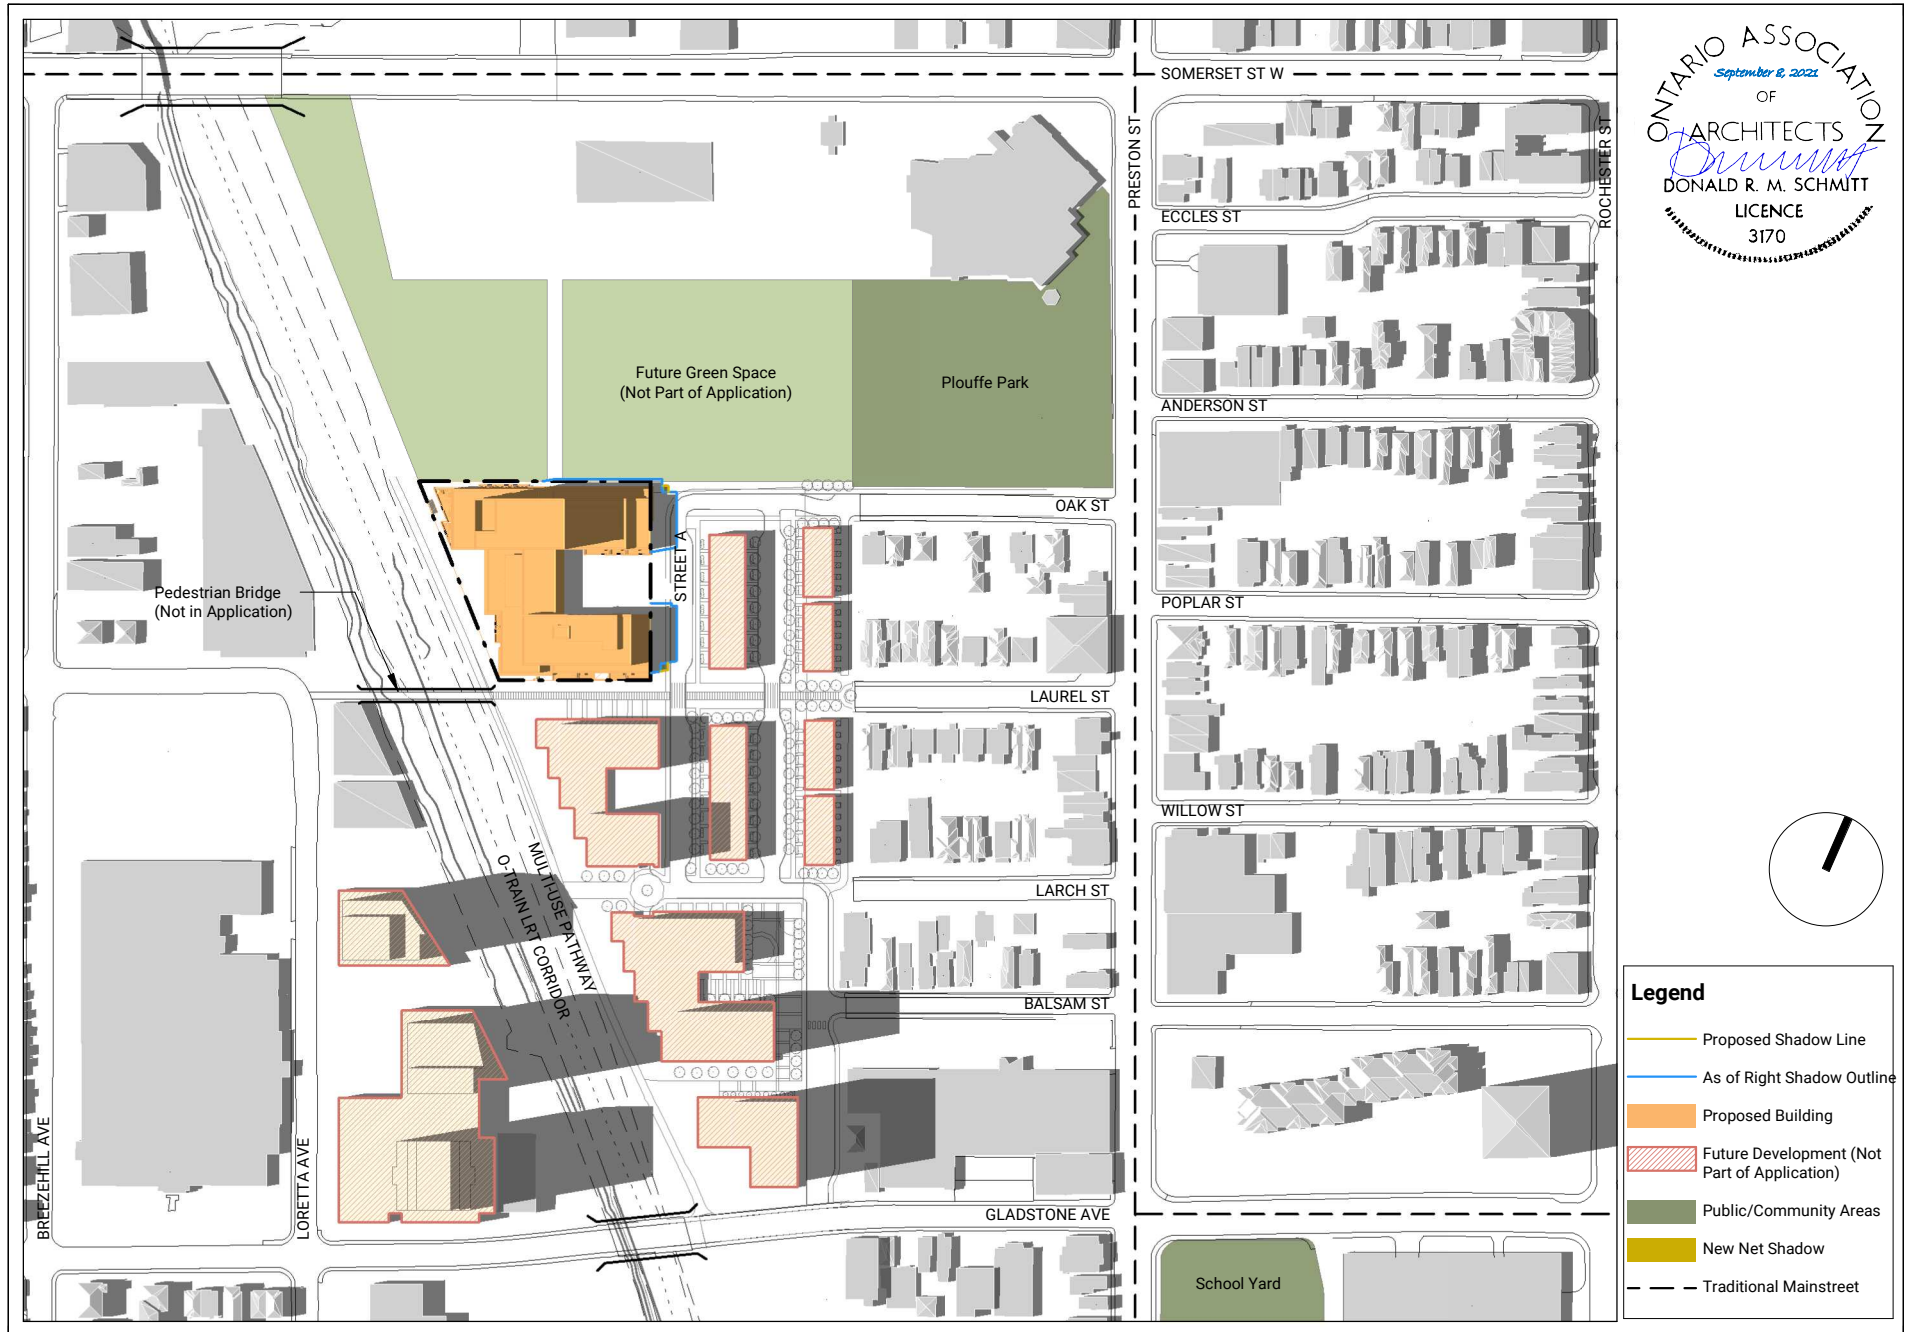 SOMERSET ST W
PRESTON ST
ROCHESTER ST
ECCLES ST
Future Green Space
(Not Part of Application)
Plouffe Park
ANDERSON ST
OAK ST
STREET A
Pedestrian Bridge
(Not in Application)
POPLAR ST
LAUREL ST
WILLOW ST
MULTI-USE PATHWAY
O-TRAIN LRT CORRIDOR
LARCH ST
BALSAM ST
BREEZEHILL AVE
LORETTA AVE
GLADSTONE AVE
School Yard
ONTARIO ASSOCIATION
September 8, 2021
OF
ARCHITECTS
DONALD R. M. SCHMITT
LICENCE
3170
Legend
Proposed Shadow Line
As of Right Shadow Outline
Proposed Building
Future Development (Not
Part of Application)
Public/Community Areas
New Net Shadow
Traditional Mainstreet